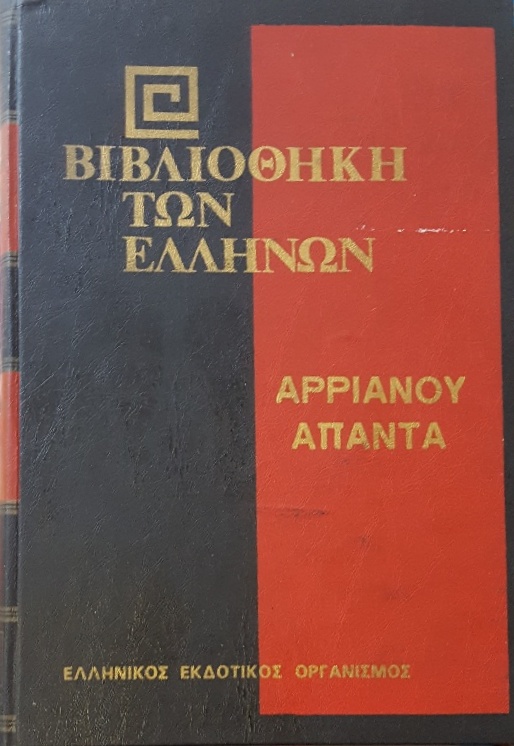 ΒΙΒΛΙΟΘΗΚΗ
ΤΩΝ
ΕΛΛΗΝΩΝ
ΑΡΡΙΑΝΟΥ
ΑΠΑΝΤΑ
ΕΛΛΗΝΙΚΟΣ ΕΚΔΟΤΙΚΟΣ ΟΡΓΑΝΙΣΜΟΣ